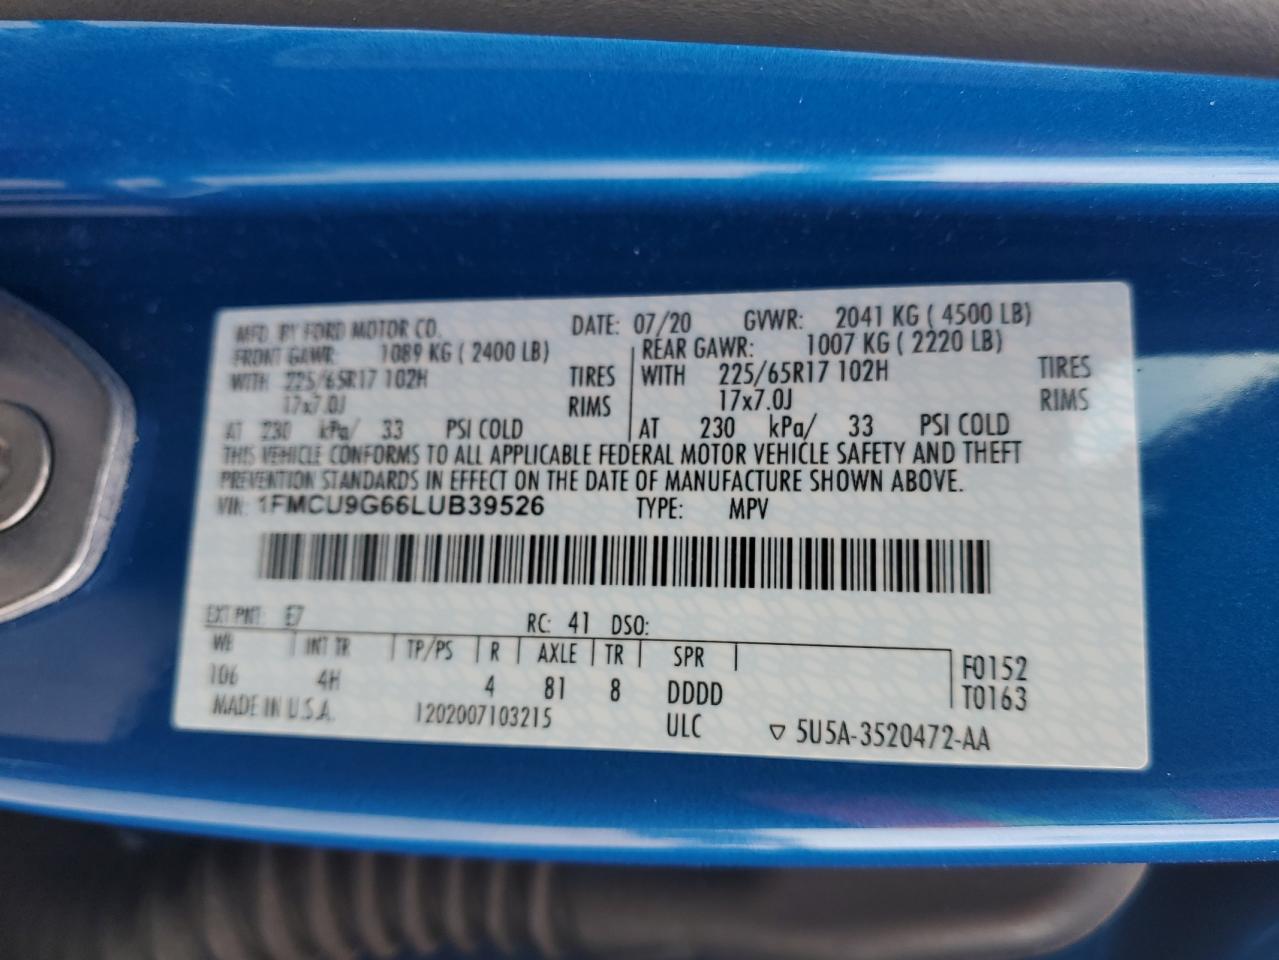 MFD. BY FORD MOTOR CO. DATE: 07/20 GVWR: 2041 KG ( 4500 LB)
FRONT GAWR: 1089 KG ( 2400 LB) REAR GAWR: 1007 KG ( 2220 LB)
WITH 225/65R17 102H TIRES WITH 225/65R17 102H TIRES
17x7.0J RIMS 17x7.0J RIMS
AT 230 kPa/ 33 PSI COLD AT 230 kPa/ 33 PSI COLD
THIS VEHICLE CONFORMS TO ALL APPLICABLE FEDERAL MOTOR VEHICLE SAFETY AND THEFT
PREVENTION STANDARDS IN EFFECT ON THE DATE OF MANUFACTURE SHOWN ABOVE.
VIN: 1FMCU9G66LUB39526 TYPE: MPV
EXT PNT: E7 RC: 41 DSO:
WB INT TR TP/PS R AXLE TR SPR F0152
106 4H 4 81 8 DDDD T0163
MADE IN U.S.A. 1202007103215 ULC ▽ 5U5A-3520472-AA